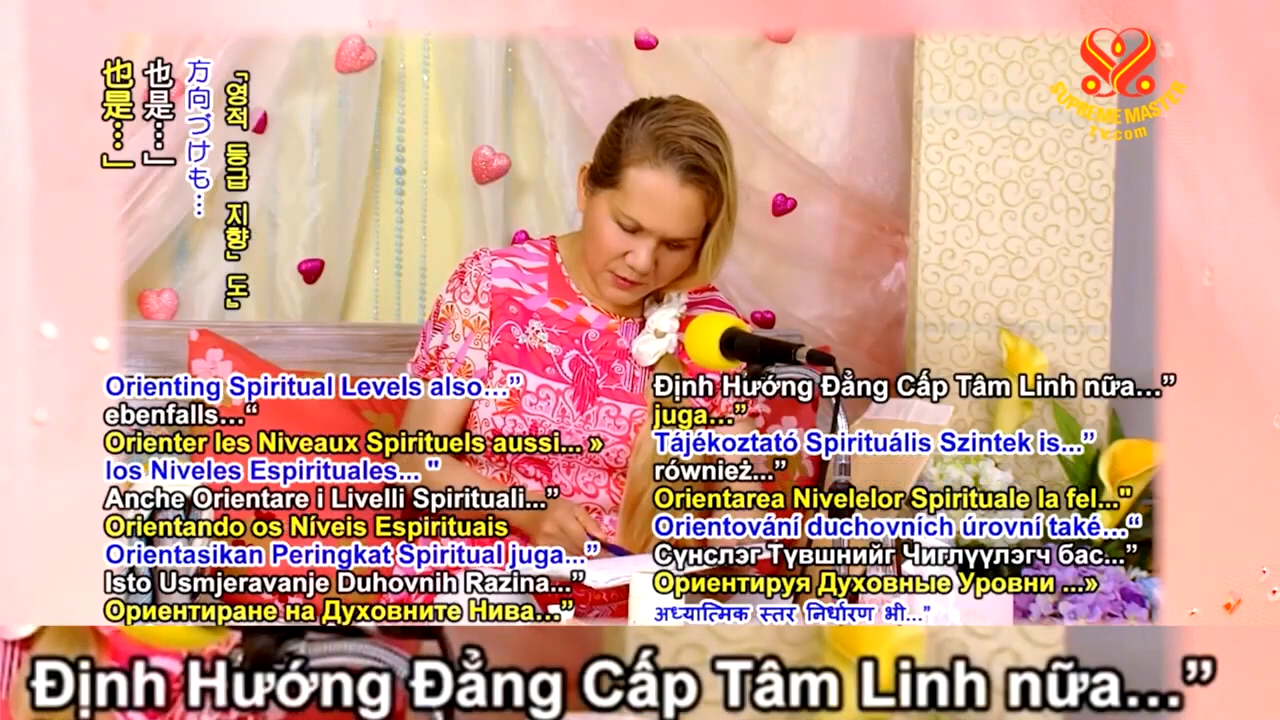 也是…」
也是…」
方向づけも…
「영적 등급 지향」도」
SUPREME MASTER
TV.com
Orienting Spiritual Levels also…”
ebenfalls…“
Orienter les Niveaux Spirituels aussi... »
los Niveles Espirituales... "
Anche Orientare i Livelli Spirituali...”
Orientando os Níveis Espirituais
Orientasikan Peringkat Spiritual juga...”
Isto Usmjeravanje Duhovnih Razina...”
Ориентиране на Духовните Нива...”
Định Hướng Đẳng Cấp Tâm Linh nữa...”
juga...”
Tájékoztató Spirituális Szintek is...”
również...”
Orientarea Nivelelor Spirituale la fel..."
Orientování duchovních úrovní také...“
Сүнслэг Түвшнийг Чиглүүлэгч бас...”
Ориентируя Духовные Уровни ...»
अध्यात्मिक स्तर निर्धारण भी...”
Định Hướng Đẳng Cấp Tâm Linh nữa...”